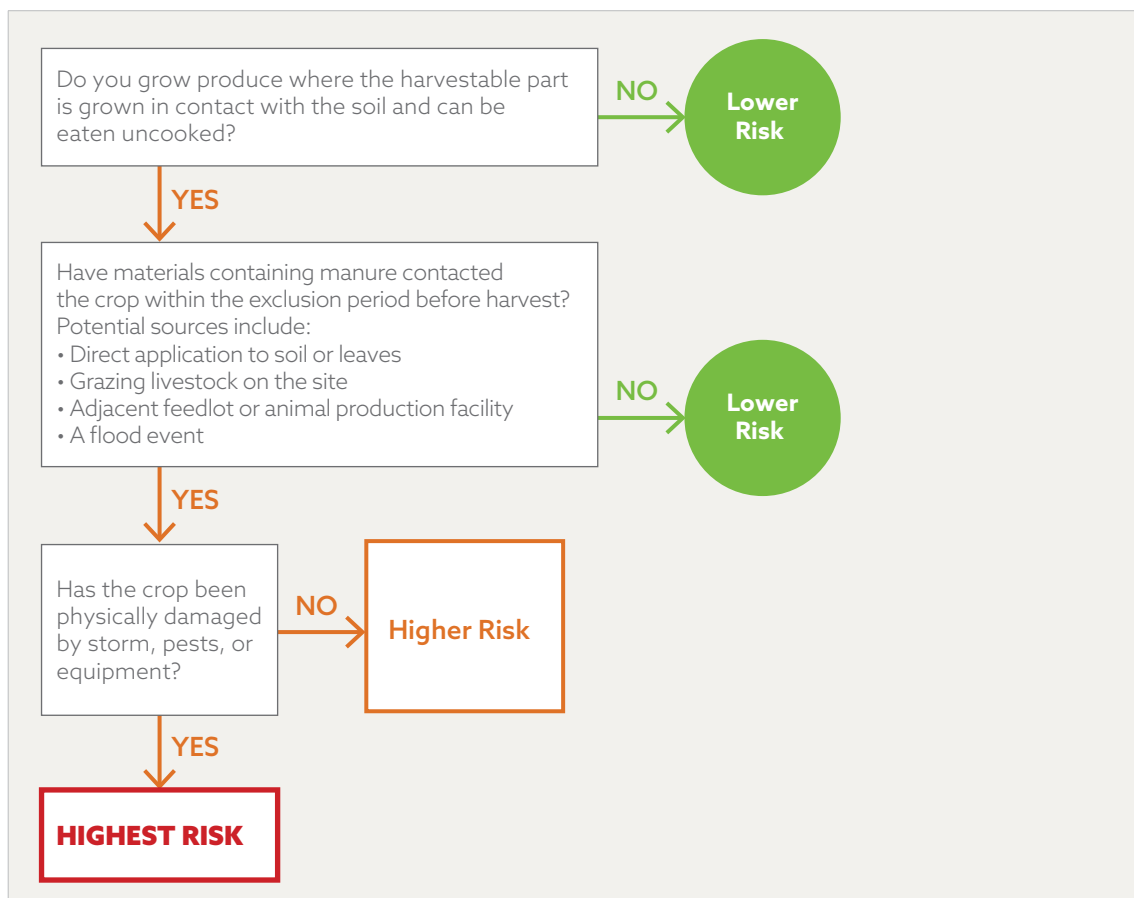 Do you grow produce where the harvestable part
is grown in contact with the soil and can be
eaten uncooked?
NO
Lower
Risk
YES
Have materials containing manure contacted
the crop within the exclusion period before harvest?
Potential sources include:
• Direct application to soil or leaves
• Grazing livestock on the site
• Adjacent feedlot or animal production facility
• A flood event
NO
Lower
Risk
YES
Has the crop been
physically damaged
by storm, pests, or
equipment?
NO
Higher Risk
YES
HIGHEST RISK